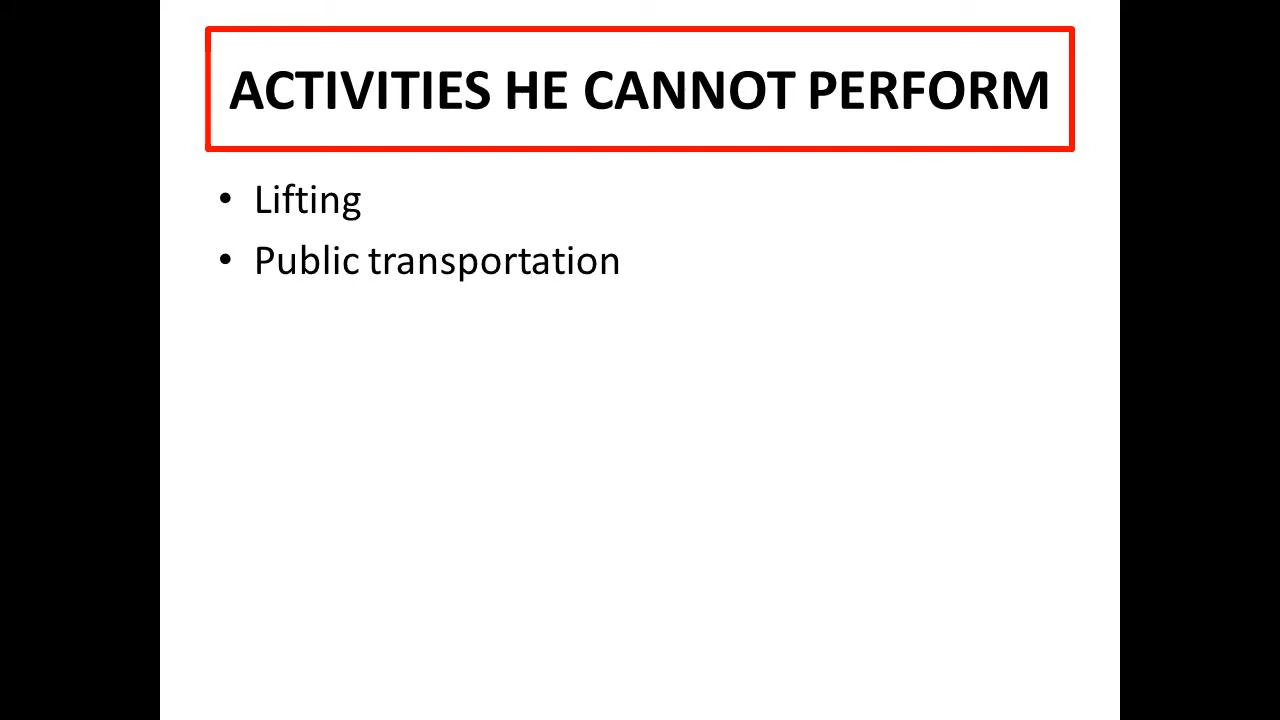 ACTIVITIES HE CANNOT PERFORM
• Lifting
• Public transportation